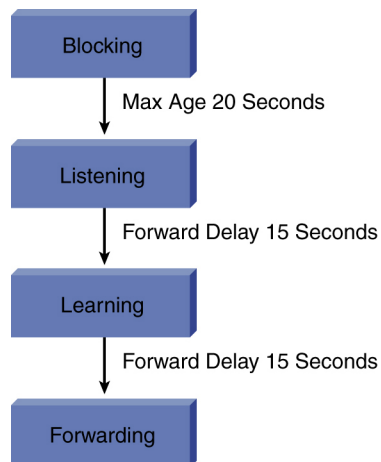 Blocking
Max Age 20 Seconds
Listening
Forward Delay 15 Seconds
Learning
Forward Delay 15 Seconds
Forwarding